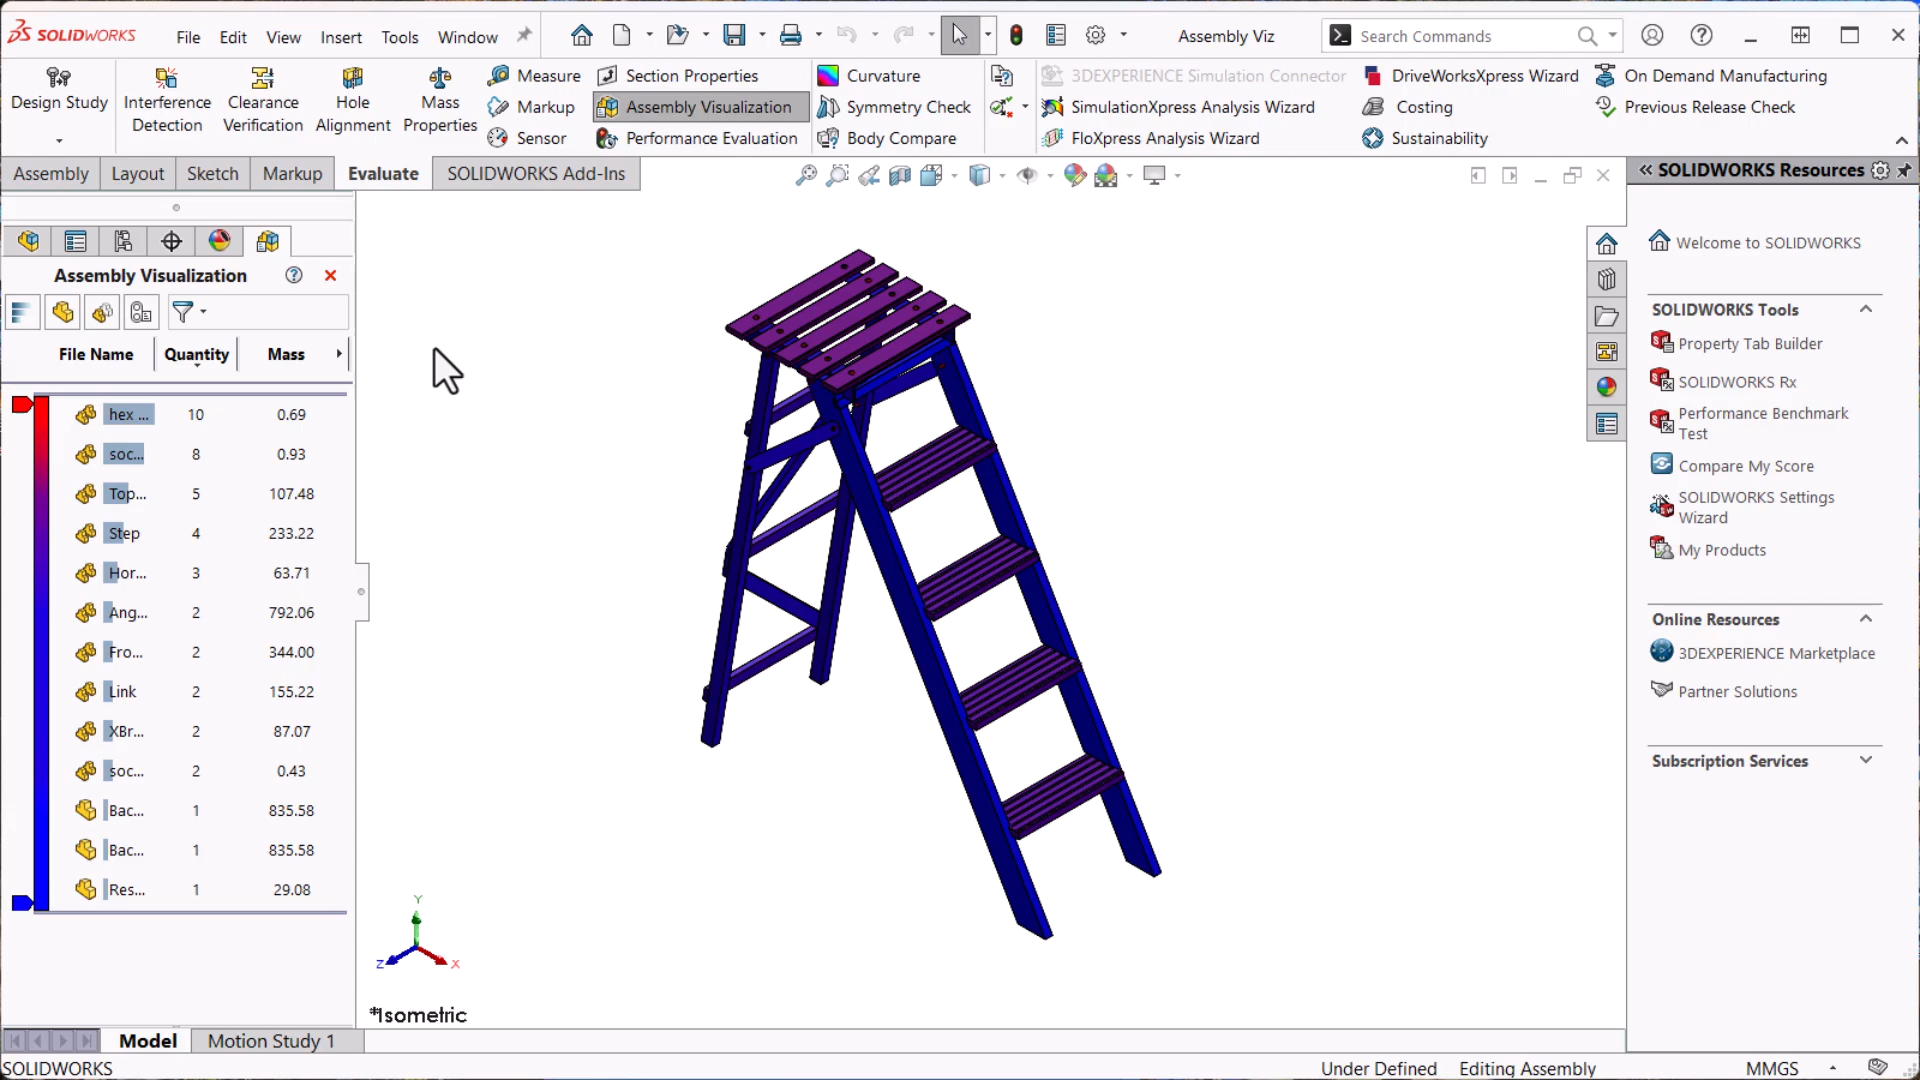 SOLIDWORKS File Edit View Insert Tools Window Assembly Viz Search Commands
Design Study
Interference Detection
Clearance Verification
Hole Alignment
Mass Properties
Measure
Markup
Sensor
Section Properties
Assembly Visualization
Performance Evaluation
Curvature
Symmetry Check
Body Compare
3DEXPERIENCE Simulation Connector
SimulationXpress Analysis Wizard
FloXpress Analysis Wizard
DriveWorksXpress Wizard
Costing
Sustainability
On Demand Manufacturing
Previous Release Check
Assembly Layout Sketch Markup Evaluate SOLIDWORKS Add-Ins
Assembly Visualization
File Name Quantity Mass
hex ... 10 0.69
soc... 8 0.93
Top... 5 107.48
Step 4 233.22
Hor... 3 63.71
Ang... 2 792.06
Fro... 2 344.00
Link 2 155.22
XBr... 2 87.07
soc... 2 0.43
Bac... 1 835.58
Bac... 1 835.58
Res... 1 29.08
Y
Z
X
*Isometric
SOLIDWORKS Resources
Welcome to SOLIDWORKS
SOLIDWORKS Tools
Property Tab Builder
SOLIDWORKS Rx
Performance Benchmark
Test
Compare My Score
SOLIDWORKS Settings
Wizard
My Products
Online Resources
3DEXPERIENCE Marketplace
Partner Solutions
Subscription Services
Model Motion Study 1
SOLIDWORKS Under Defined Editing Assembly MMGS